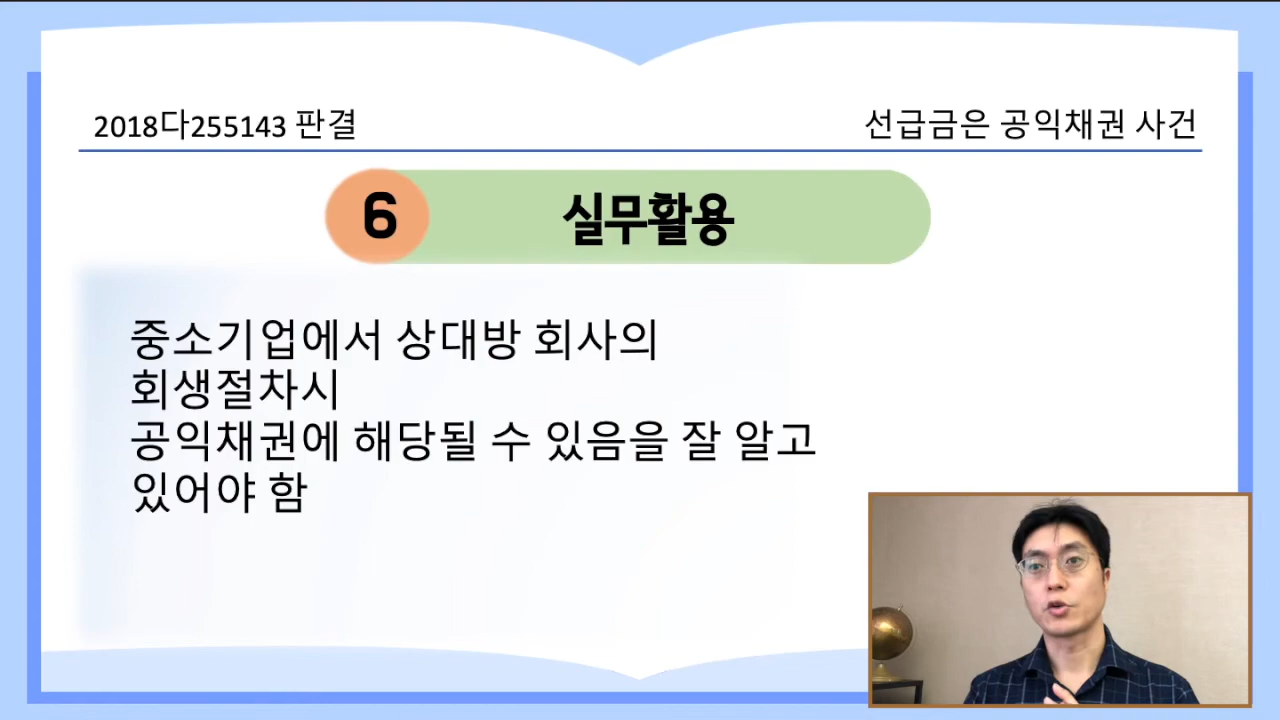 2018다255143 판결
선급금은 공익채권 사건
6
실무활용
중소기업에서 상대방 회사의
회생절차시
공익채권에 해당될 수 있음을 잘 알고
있어야 함